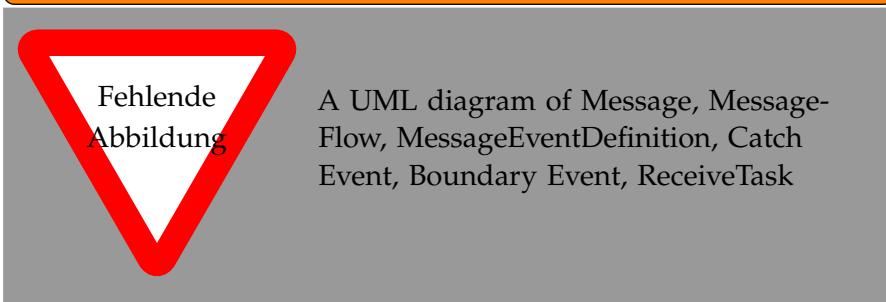 Fehlende
Abbildung
A UML diagram of Message, Message-
Flow, MessageEventDefinition, Catch
Event, Boundary Event, ReceiveTask